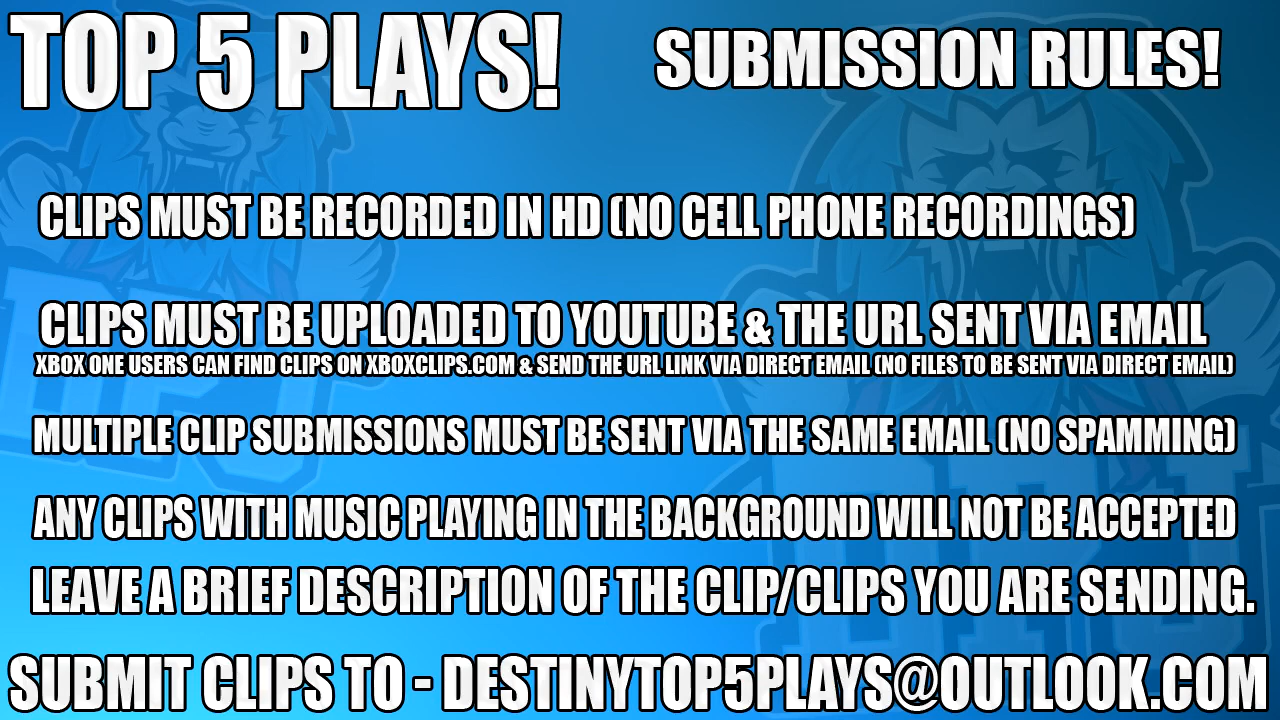 TOP 5 PLAYS!
SUBMISSION RULES!
CLIPS MUST BE RECORDED IN HD (NO CELL PHONE RECORDINGS)
CLIPS MUST BE UPLOADED TO YOUTUBE & THE URL SENT VIA EMAIL
XBOX ONE USERS CAN FIND CLIPS ON XBOXCLIPS.COM & SEND THE URL LINK VIA DIRECT EMAIL (NO FILES TO BE SENT VIA DIRECT EMAIL)
MULTIPLE CLIP SUBMISSIONS MUST BE SENT VIA THE SAME EMAIL (NO SPAMMING)
ANY CLIPS WITH MUSIC PLAYING IN THE BACKGROUND WILL NOT BE ACCEPTED
LEAVE A BRIEF DESCRIPTION OF THE CLIP/CLIPS YOU ARE SENDING.
SUBMIT CLIPS TO - DESTINYTOP5PLAYS@OUTLOOK.COM